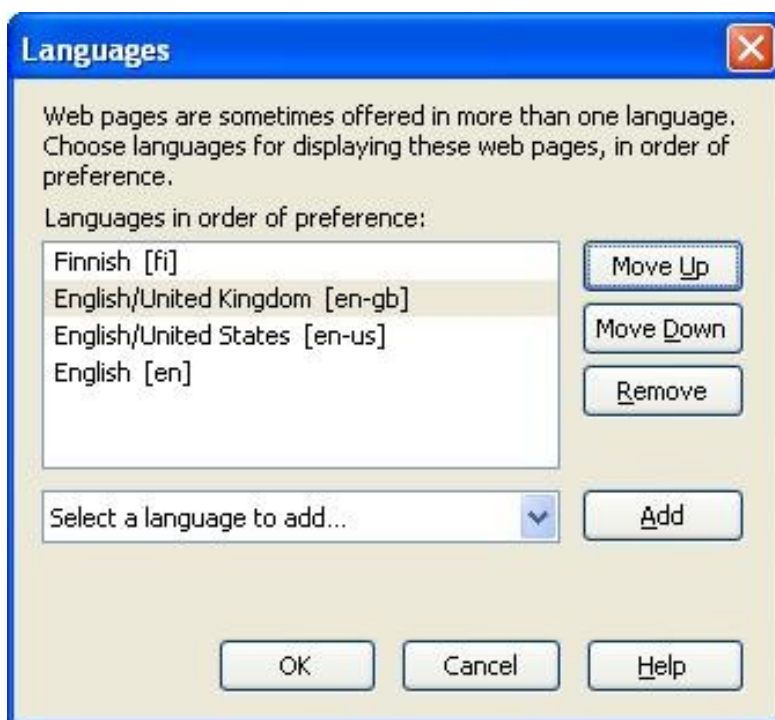 Languages
Web pages are sometimes offered in more than one language.
Choose languages for displaying these web pages, in order of
preference.
Languages in order of preference:
Finnish [fi]
English/United Kingdom [en-gb]
English/United States [en-us]
English [en]
Move Up
Move Down
Remove
Select a language to add...
Add
OK
Cancel
Help